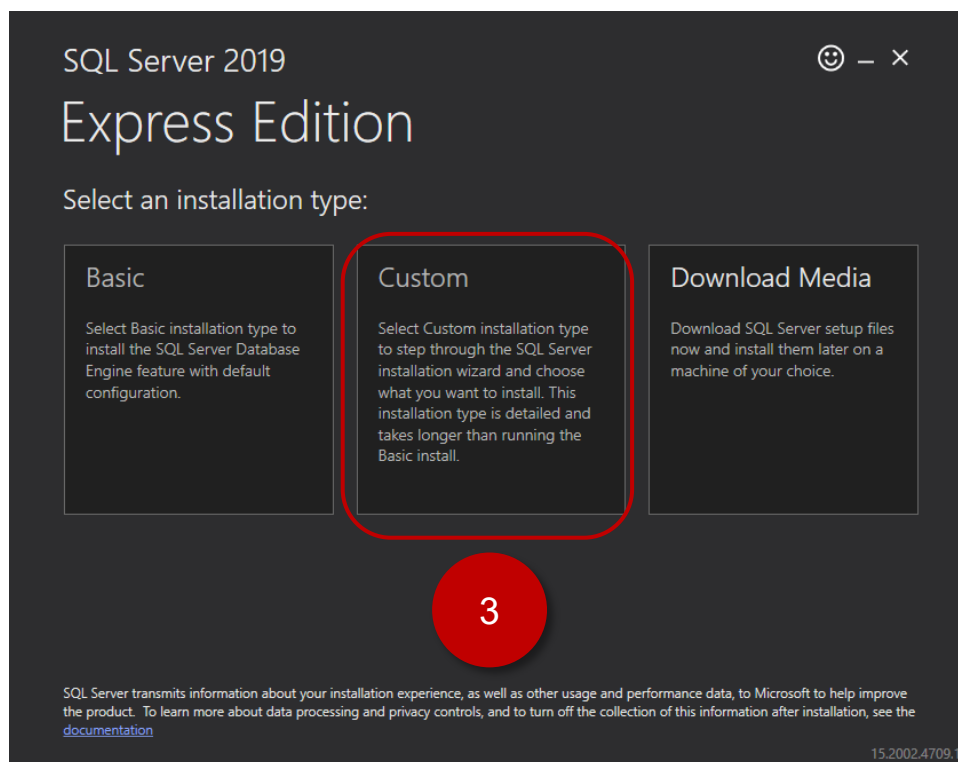 SQL Server 2019
Express Edition
Select an installation type:
Basic
Select Basic installation type to
install the SQL Server Database
Engine feature with default
configuration.
Custom
Select Custom installation type
to step through the SQL Server
installation wizard and choose
what you want to install. This
installation type is detailed and
takes longer than running the
Basic install.
Download Media
Download SQL Server setup files
now and install them later on a
machine of your choice.
3
SQL Server transmits information about your installation experience, as well as other usage and performance data, to Microsoft to help improve
the product. To learn more about data processing and privacy controls, and to turn off the collection of this information after installation, see the
documentation
15.2002.4709.1